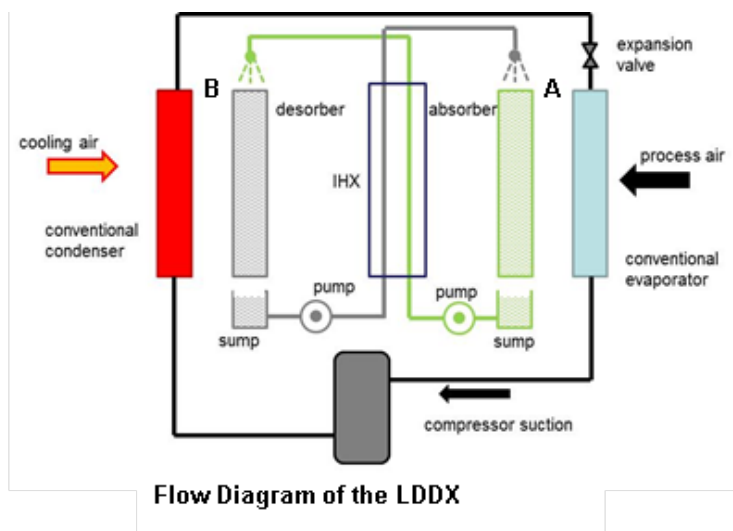 expansion
valve
B
A
desorber
absorber
cooling air
process air
IHX
conventional
condenser
conventional
evaporator
pump
pump
sump
sump
compressor suction
Flow Diagram of the LDDX